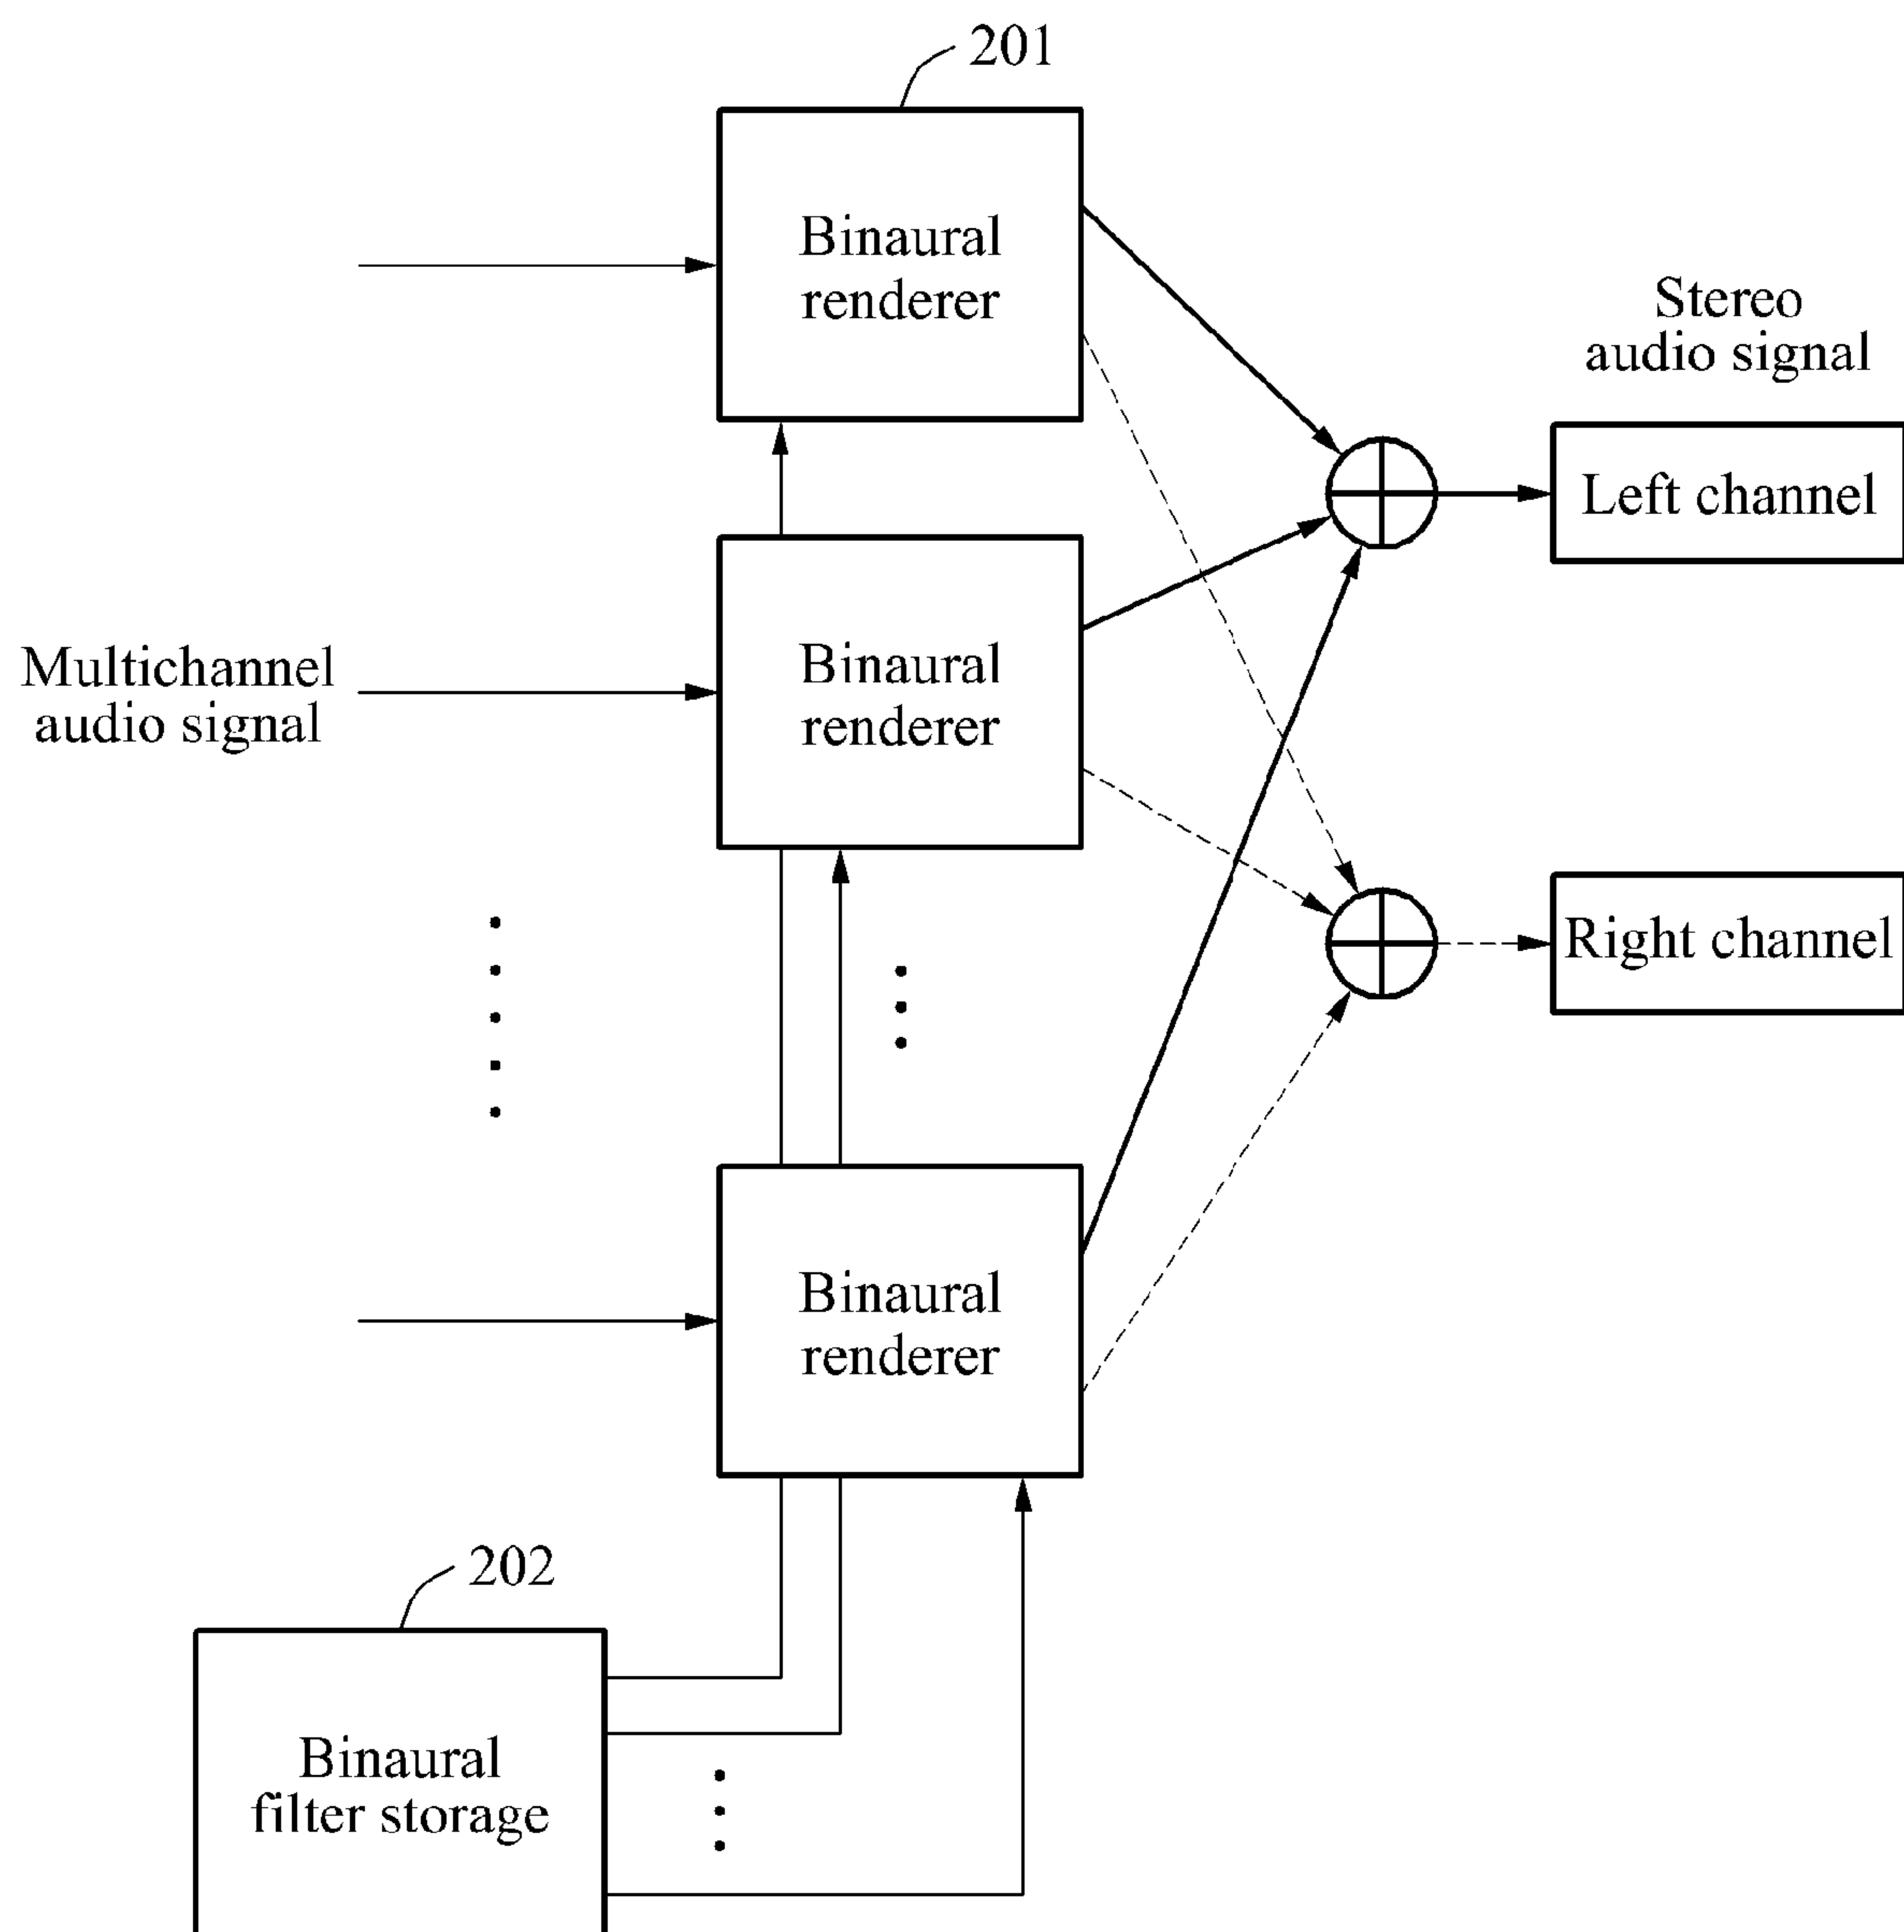 201
Binaural
renderer
Stereo
audio signal
Left channel
Multichannel
audio signal
Binaural
renderer
Right channel
Binaural
renderer
202
Binaural
filter storage